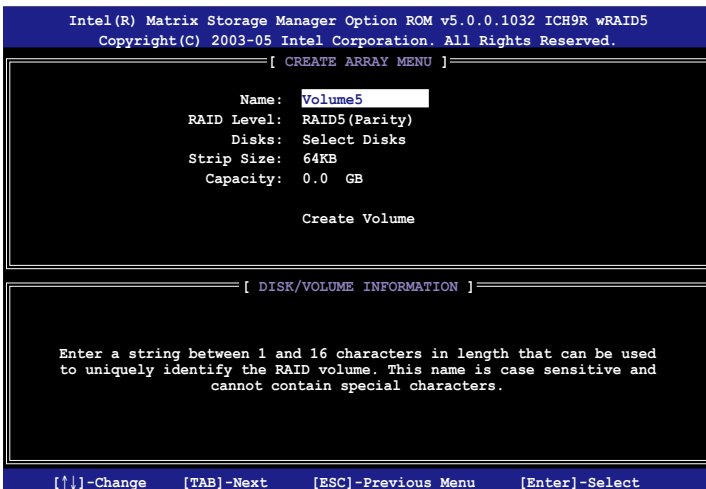 Intel(R) Matrix Storage Manager Option ROM v5.0.0.1032 ICH9R wRAID5
Copyright(C) 2003-05 Intel Corporation. All Rights Reserved.
[ CREATE ARRAY MENU ]
Name: Volume5
RAID Level: RAID5(Parity)
Disks: Select Disks
Strip Size: 64KB
Capacity: 0.0 GB
Create Volume
[ DISK/VOLUME INFORMATION ]
Enter a string between 1 and 16 characters in length that can be used
to uniquely identify the RAID volume. This name is case sensitive and
cannot contain special characters.
[↑↓]-Change [TAB]-Next [ESC]-Previous Menu [Enter]-Select